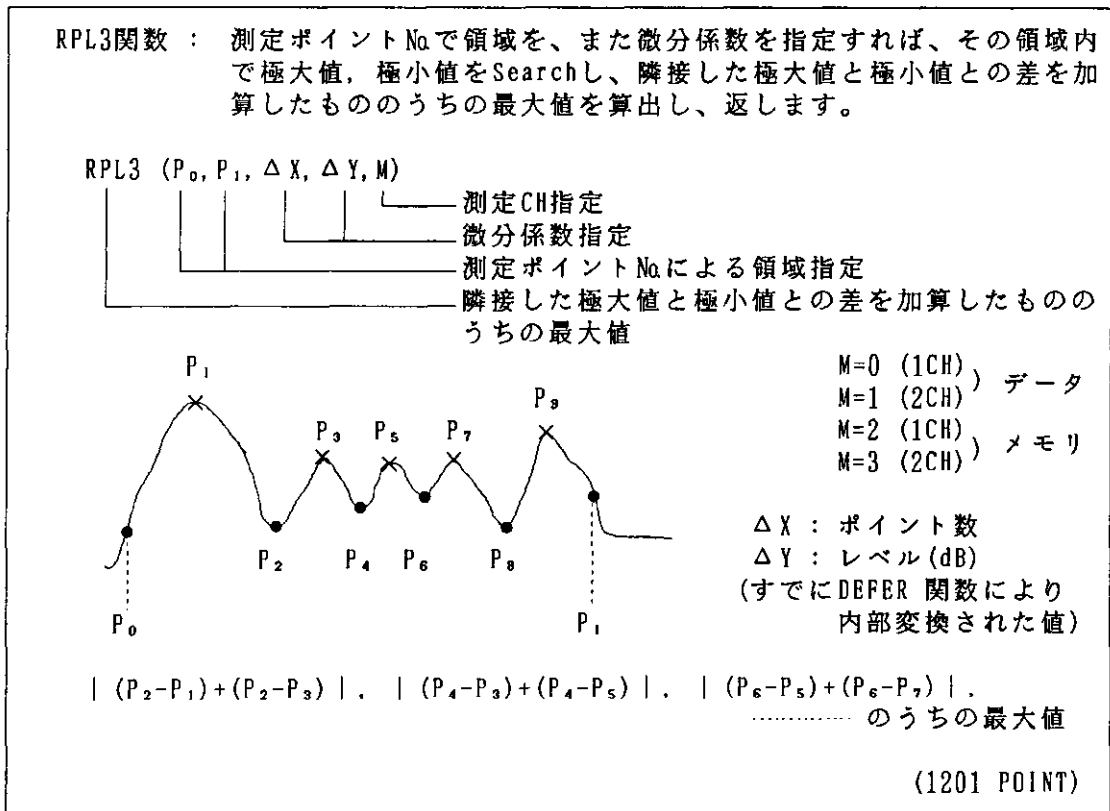 RPL3関数 : 測定ポイント№で領域を、また微分係数を指定すれば、その領域内
で極大値, 極小値をSearchし、隣接した極大値と極小値との差を加
算したもののうちの最大値を算出し、返します。
RPL3 (P₀, P₁, ΔX, ΔY, M)
測定CH指定
微分係数指定
測定ポイント№による領域指定
隣接した極大値と極小値との差を加算したものの
うちの最大値
M=0 (1CH)
M=1 (2CH)
) データ
M=2 (1CH)
M=3 (2CH)
) メモリ
P₁
P₃
P₅
P₇
P₉
P₂
P₄
P₆
P₈
P₀
P₁
ΔX : ポイント数
ΔY : レベル(dB)
(すでにDEFER 関数により
内部変換された値)
| (P₂-P₁)+(P₂-P₃) |, | (P₄-P₃)+(P₄-P₅) |, | (P₆-P₅)+(P₆-P₇) |,
………… のうちの最大値
(1201 POINT)